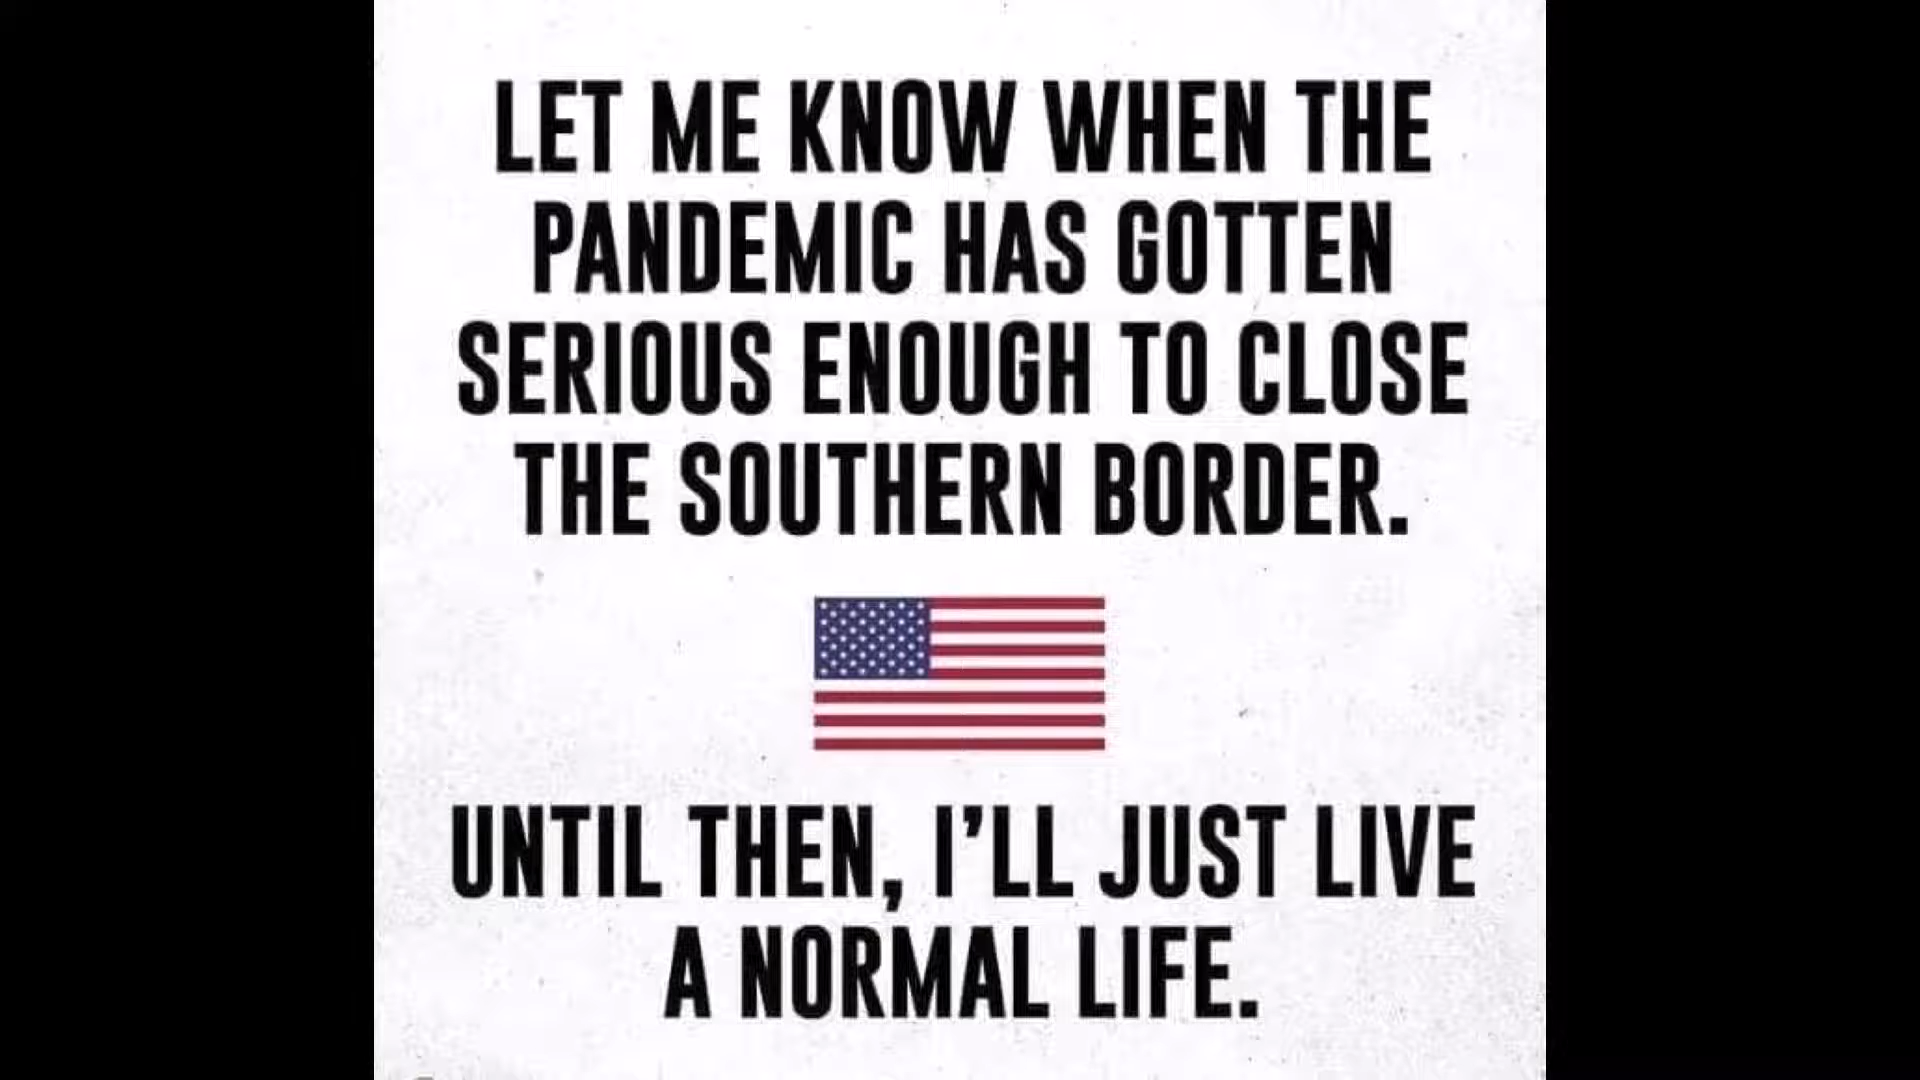 LET ME KNOW WHEN THE
PANDEMIC HAS GOTTEN
SERIOUS ENOUGH TO CLOSE
THE SOUTHERN BORDER.
UNTIL THEN, I'LL JUST LIVE
A NORMAL LIFE.